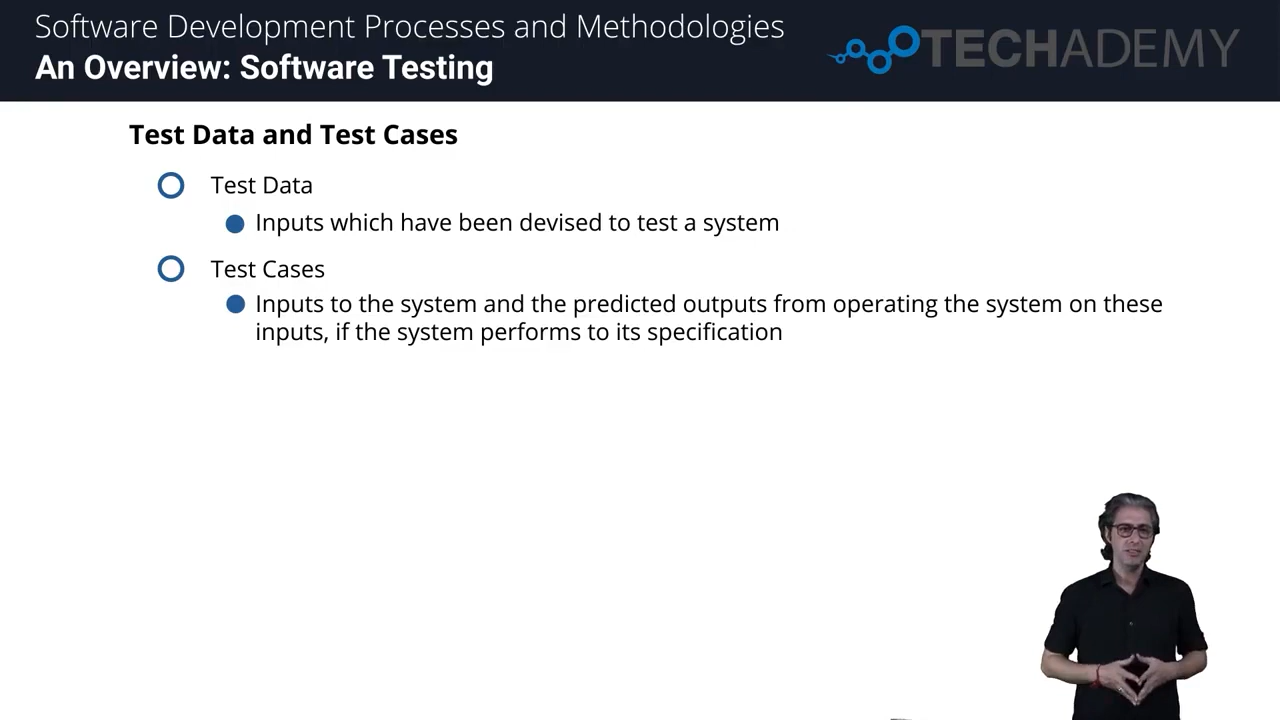 Software Development Processes and Methodologies
An Overview: Software Testing
TECHADEMY
Test Data and Test Cases
Test Data
Inputs which have been devised to test a system
Test Cases
Inputs to the system and the predicted outputs from operating the system on these
inputs, if the system performs to its specification